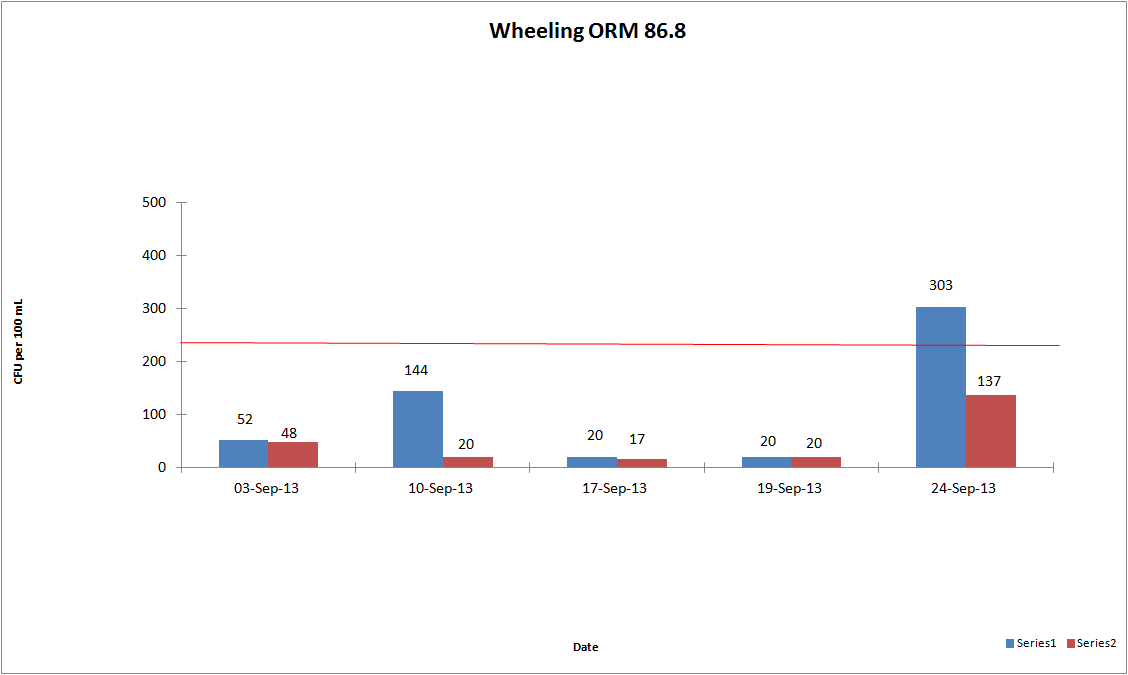 Wheeling ORM 86.8
500
400
300
200
100
0
CFU per 100 mL
52
48
144
20
20
17
20
20
303
137
03-Sep-13
10-Sep-13
17-Sep-13
19-Sep-13
24-Sep-13
Date
Series1
Series2